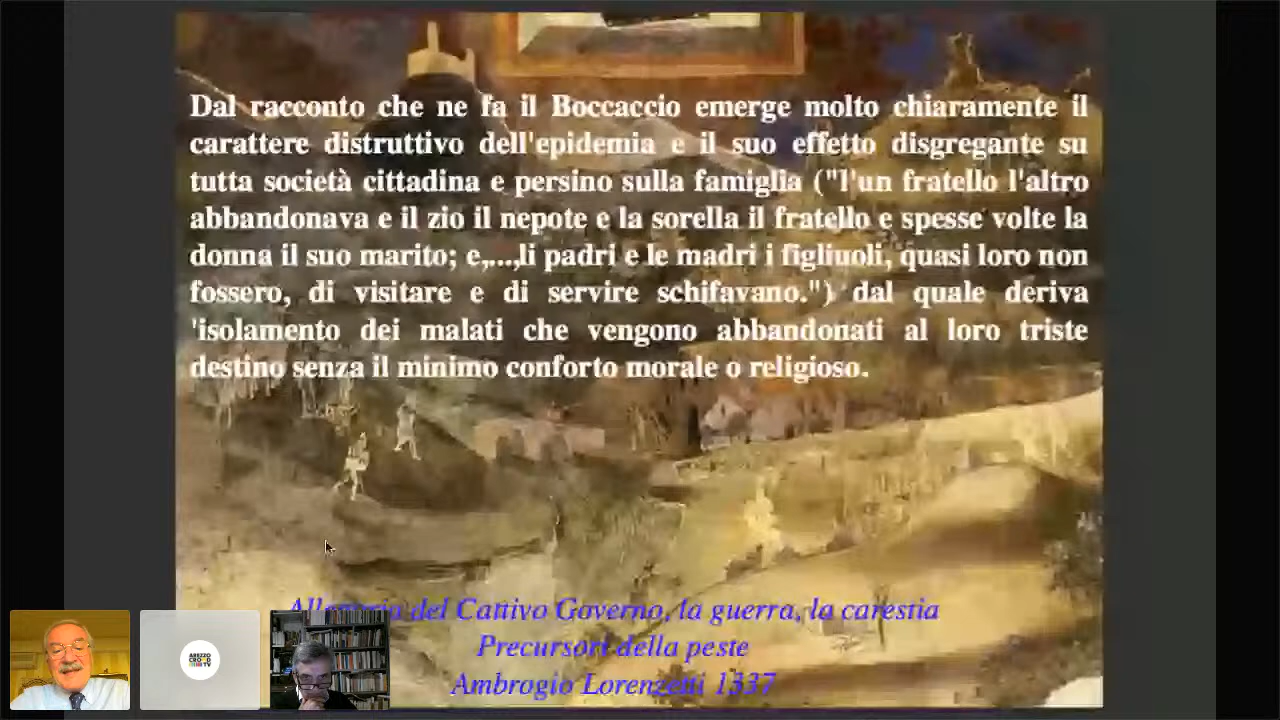 Dal racconto che ne fa il Boccaccio emerge molto chiaramente il
carattere distruttivo dell'epidemia e il suo effetto disgregante su
tutta società cittadina e persino sulla famiglia ("l'un fratello l'altro
abbandonava e il zio il nepote e la sorella il fratello e spesse volte la
donna il suo marito; e,...,li padri e le madri i figliuoli, quasi loro non
fossero, di visitare e di servire schifavano.") dal quale deriva
'isolamento dei malati che vengono abbandonati al loro triste
destino senza il minimo conforto morale o religioso.
Allegoria del Cattivo Governo, la guerra, la carestia
Precursori della peste
Ambrogio Lorenzetti 1337
AREZZO
CROWD
TV